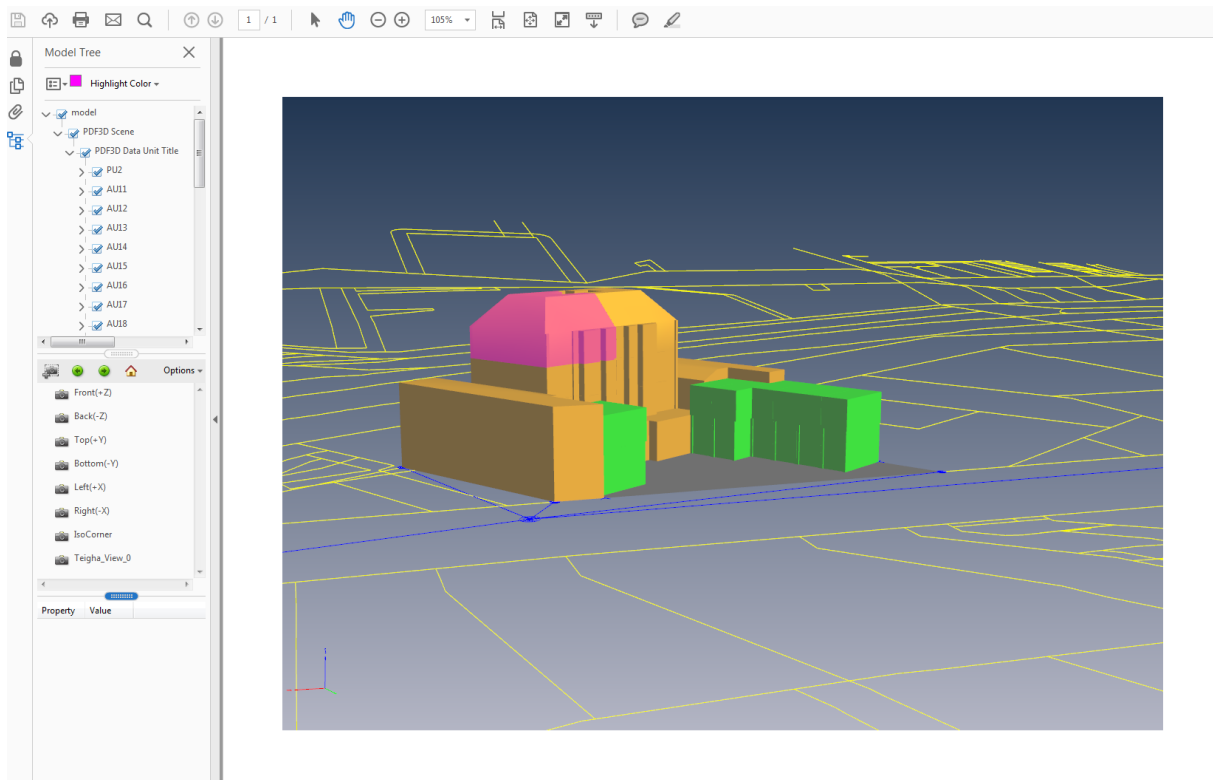 1 / 1
105%
Model Tree
Highlight Color
model
PDF3D Scene
PDF3D Data Unit Title
PU2
AU11
AU12
AU13
AU14
AU15
AU16
AU17
AU18
Options
Front(+Z)
Back(-Z)
Top(+Y)
Bottom(-Y)
Left(+X)
Right(-X)
IsoCorner
Teigha_View_0
Property Value